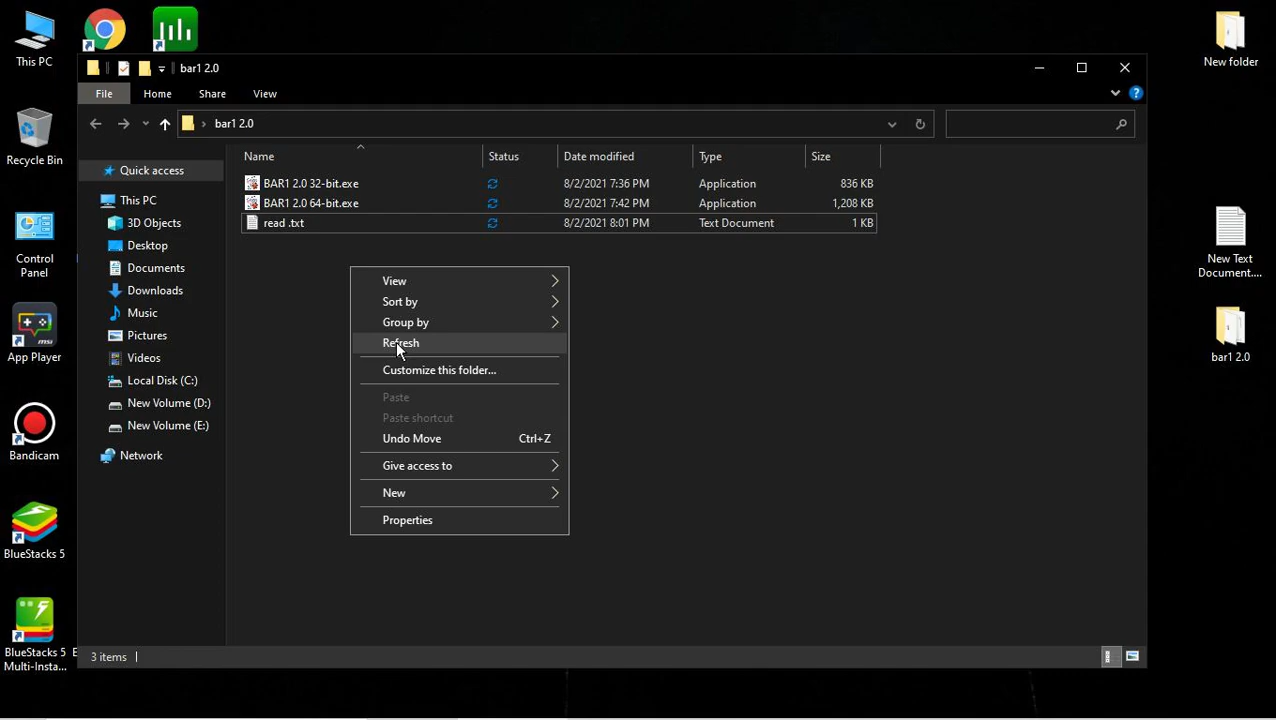 This PC
Recycle Bin
Control
Panel
App Player
msi
Bandicam
BlueStacks 5
BlueStacks 5
Multi-Insta...
bar1 2.0
File
Home
Share
View
bar1 2.0
Name
Status
Date modified
Type
Size
BAR1 2.0 32-bit.exe
8/2/2021 7:36 PM
Application
836 KB
BAR1 2.0 64-bit.exe
8/2/2021 7:42 PM
Application
1,208 KB
read .txt
8/2/2021 8:01 PM
Text Document
1 KB
Quick access
This PC
3D Objects
Desktop
Documents
Downloads
Music
Pictures
Videos
Local Disk (C:)
New Volume (D:)
New Volume (E:)
Network
View
Sort by
Group by
Refresh
Customize this folder...
Paste
Paste shortcut
Undo Move
Ctrl+Z
Give access to
New
Properties
3 items
New folder
New Text
Document....
bar1 2.0